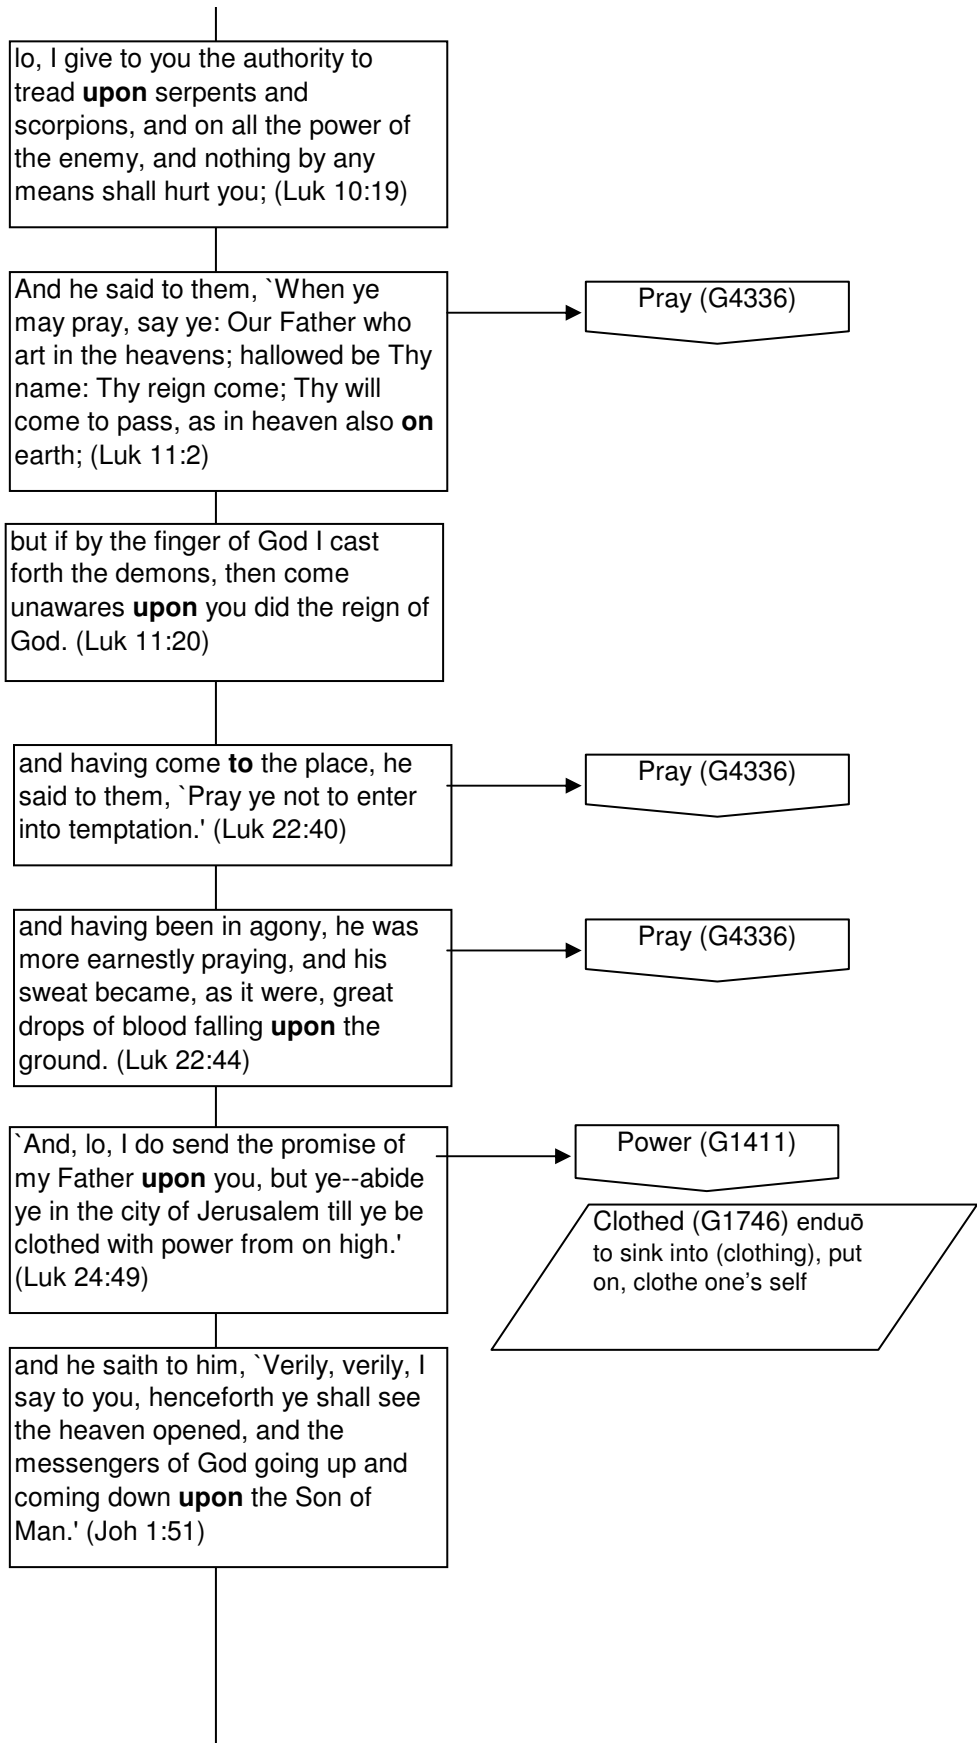 lo, I give to you the authority to
tread upon serpents and
scorpions, and on all the power of
the enemy, and nothing by any
means shall hurt you; (Luk 10:19)
And he said to them, `When ye
may pray, say ye: Our Father who
art in the heavens; hallowed be Thy
name: Thy reign come; Thy will
come to pass, as in heaven also on
earth; (Luk 11:2)
Pray (G4336)
but if by the finger of God I cast
forth the demons, then come
unawares upon you did the reign of
God. (Luk 11:20)
and having come to the place, he
said to them, `Pray ye not to enter
into temptation.' (Luk 22:40)
Pray (G4336)
and having been in agony, he was
more earnestly praying, and his
sweat became, as it were, great
drops of blood falling upon the
ground. (Luk 22:44)
Pray (G4336)
`And, lo, I do send the promise of
my Father upon you, but ye--abide
ye in the city of Jerusalem till ye be
clothed with power from on high.'
(Luk 24:49)
Power (G1411)
Clothed (G1746) enduō
to sink into (clothing), put
on, clothe one's self
and he saith to him, `Verily, verily, I
say to you, henceforth ye shall see
the heaven opened, and the
messengers of God going up and
coming down upon the Son of
Man.' (Joh 1:51)